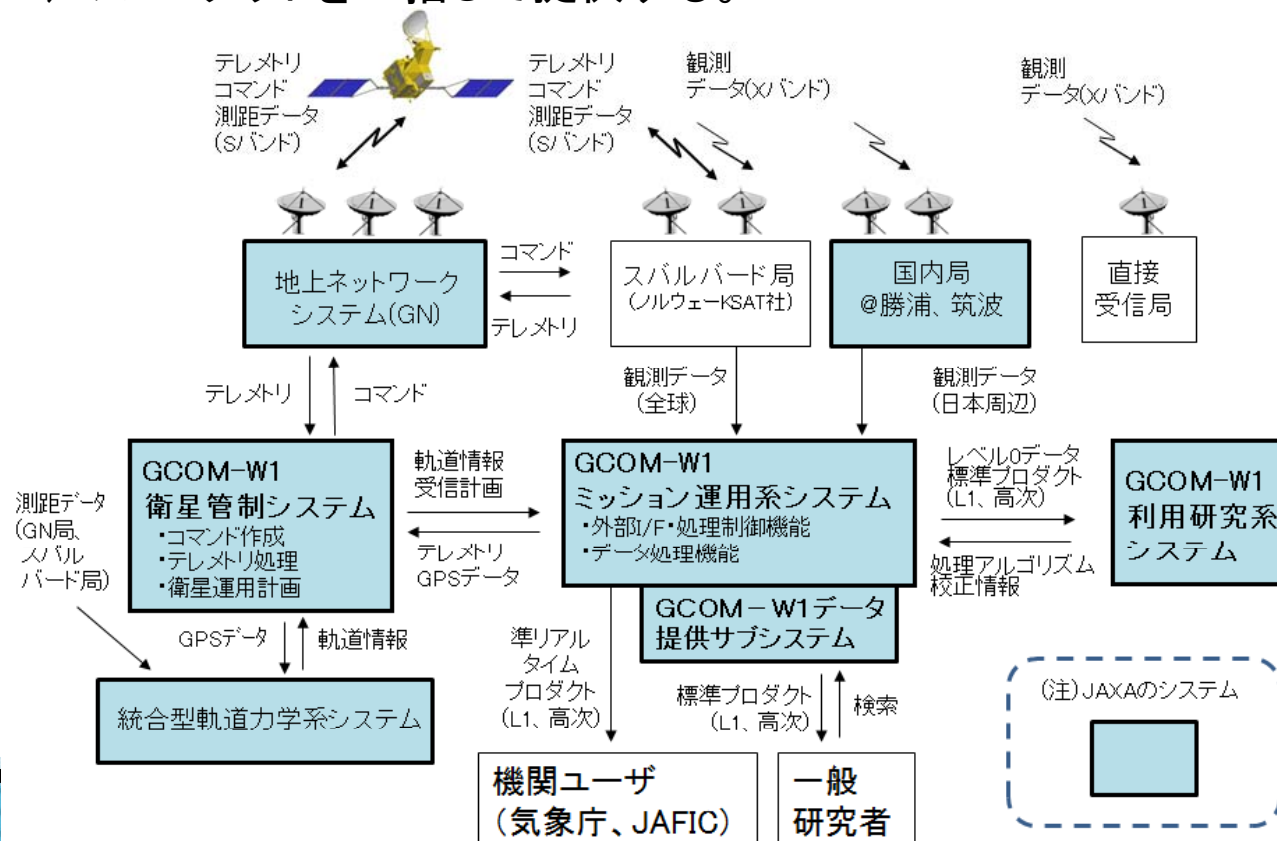 テレメトリ
コマンド
測距データ
(Sバンド)
テレメトリ
コマンド
測距データ
(Sバンド)
観測
データ(Xバンド)
観測
データ(Xバンド)
地上ネットワーク
システム(GN)
コマンド
テレメトリ
スバルバード局
(ノルウェーKSAT社)
国内局
@勝浦、筑波
直接
受信局
テレメトリ
コマンド
観測データ
(全球)
観測データ
(日本周辺)
測距データ
(GN局、
スバル
バード局)
GCOM-W1
衛星管制システム
・コマンド作成
・テレメトリ処理
・衛星運用計画
軌道情報
受信計画
テレメトリ
GPSデータ
GCOM-W1
ミッション運用系システム
・外部I/F・処理制御機能
・データ処理機能
GCOM-W1データ
提供サブシステム
レベル0データ
標準プロダクト
(L1、高次)
処理アルゴリズム
校正情報
GCOM-W1
利用研究系
システム
GPSデータ
軌道情報
統合型軌道力学系システム
準リアル
タイム
プロダクト
(L1、高次)
標準プロダクト
(L1、高次)
検索
機関ユーザ
(気象庁、JAFIC)
一般
研究者
(注)JAXAのシステム